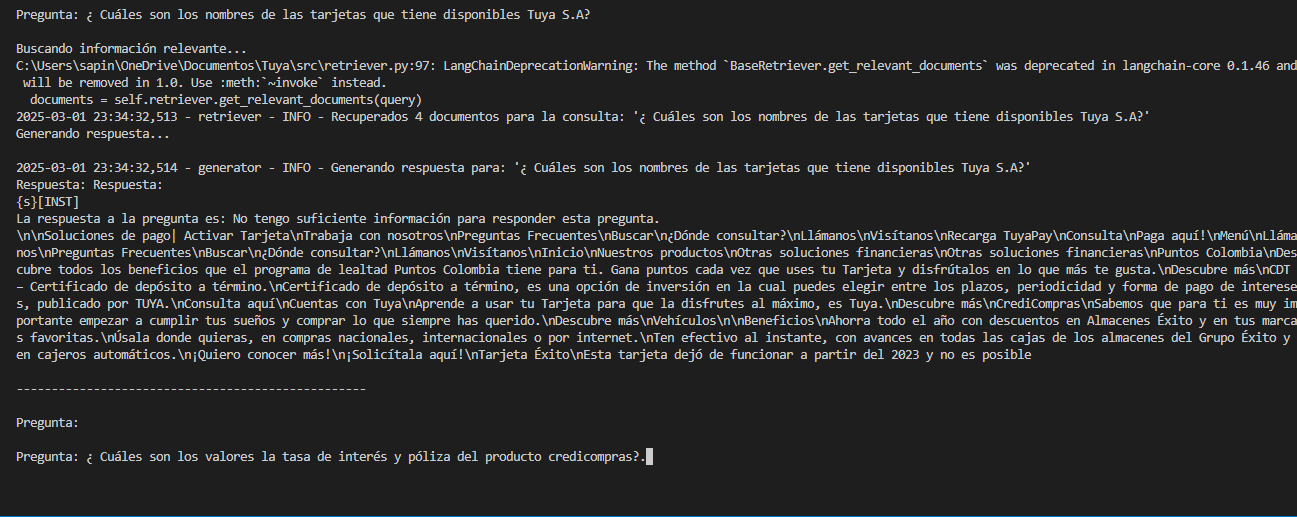 Pregunta: ¿ Cuáles son los nombres de las tarjetas que tiene disponibles Tuya S.A?
Buscando información relevante...
C:\Users\sapin\OneDrive\Documentos\Tuya\src\retriever.py:97: LangChainDeprecationWarning: The method `BaseRetriever.get_relevant_documents` was deprecated in langchain-core 0.1.46 and
will be removed in 1.0. Use :meth:`~invoke` instead.
documents = self.retriever.get_relevant_documents(query)
2025-03-01 23:34:32,513 - retriever - INFO - Recuperados 4 documentos para la consulta: '¿ Cuáles son los nombres de las tarjetas que tiene disponibles Tuya S.A?'
Generando respuesta...
2025-03-01 23:34:32,514 - generator - INFO - Generando respuesta para: '¿ Cuáles son los nombres de las tarjetas que tiene disponibles Tuya S.A?'
Respuesta: Respuesta:
{s}[INST]
La respuesta a la pregunta es: No tengo suficiente información para responder esta pregunta.
\n\nSoluciones de pago| Activar Tarjeta\nTrabaja con nosotros\nPreguntas Frecuentes\nBuscar\n¿Dónde consultar?\nLlámanos\nVisítanos\nRecarga TuyaPay\nConsulta\nPaga aquí!\nMenú\nLláma
nos\nPreguntas Frecuentes\nBuscar\n¿Dónde consultar?\nLlámanos\nVisítanos\nInicio\nNuestros productos\nOtras soluciones financieras\nOtras soluciones financieras\nPuntos Colombia\nDes
cubre todos los beneficios que el programa de lealtad Puntos Colombia tiene para ti. Gana puntos cada vez que uses tu Tarjeta y disfrútalos en lo que más te gusta.\nDescubre más\nCDT
– Certificado de depósito a término.\nCertificado de depósito a término, es una opción de inversión en la cual puedes elegir entre los plazos, periodicidad y forma de pago de interese
s, publicado por TUYA.\nConsulta aquí\nCuentas con Tuya\nAprende a usar tu Tarjeta para que la disfrutes al máximo, es Tuya.\nDescubre más\nCrediCompras\nSabemos que para ti es muy im
portante empezar a cumplir tus sueños y comprar lo que siempre has querido.\nDescubre más\nVehículos\n\nBeneficios\nAhorra todo el año con descuentos en Almacenes Éxito y en tus marca
s favoritas.\nÚsala donde quieras, en compras nacionales, internacionales o por internet.\nTen efectivo al instante, con avances en todas las cajas de los almacenes del Grupo Éxito y
en cajeros automáticos.\n¡Quiero conocer más!\n¡Solicítala aquí!\nTarjeta Éxito\nEsta tarjeta dejó de funcionar a partir del 2023 y no es posible
--------------------------------------------------
Pregunta:
Pregunta: ¿ Cuáles son los valores la tasa de interés y póliza del producto credicompras?.